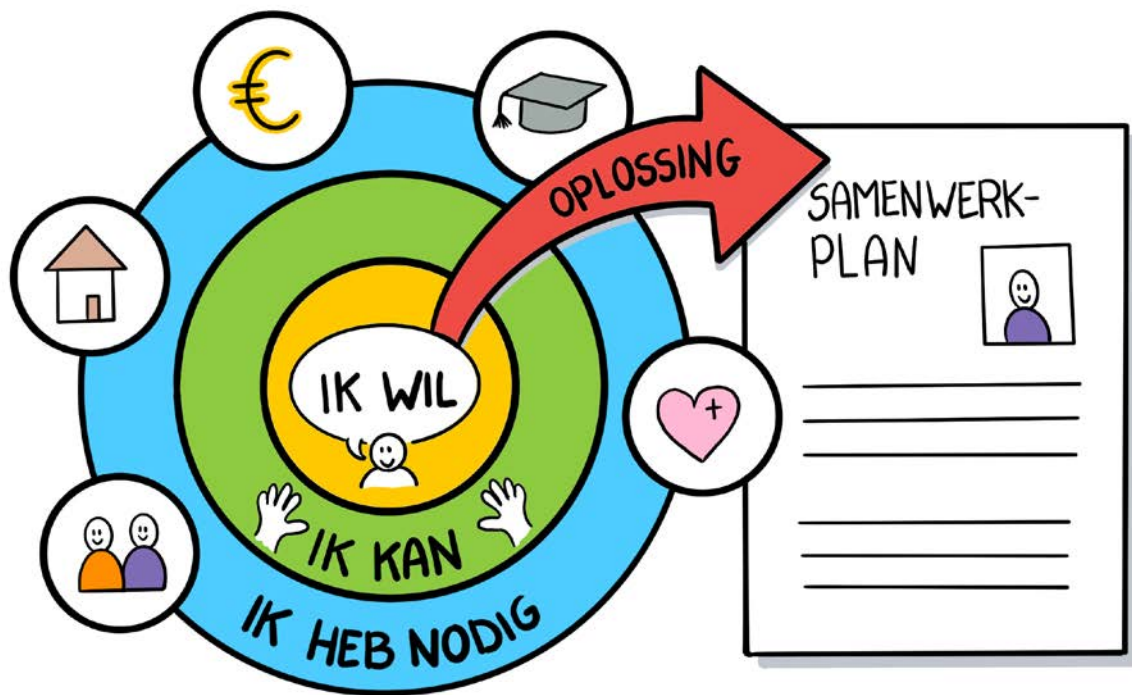 €
OPLOSSING
SAMENWERK-
PLAN
IK WIL
IK KAN
IK HEB NODIG